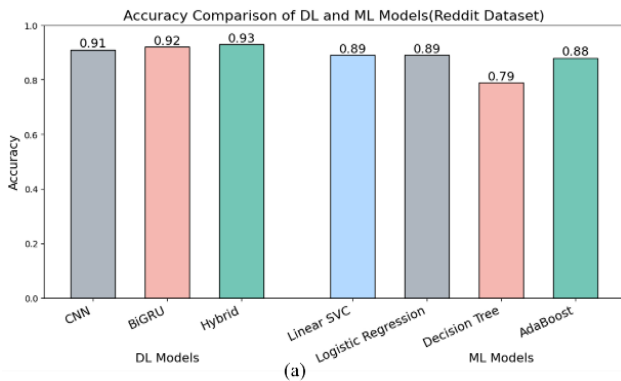 Accuracy Comparison of DL and ML Models(Reddit Dataset)
1.0
0.8
0.6
0.4
0.2
0.0
Accuracy
0.91
0.92
0.93
0.89
0.89
0.79
0.88
CNN
BiGRU
Hybrid
Linear SVC
Logistic Regression
Decision Tree
AdaBoost
DL Models
ML Models
(a)